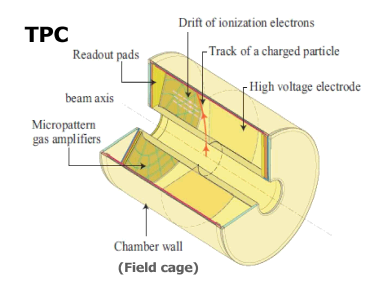 TPC
Drift of ionization electrons
Readout pads
Track of a charged particle
High voltage electrode
beam axis
Micropattern
gas amplifiers
Chamber wall
(Field cage)